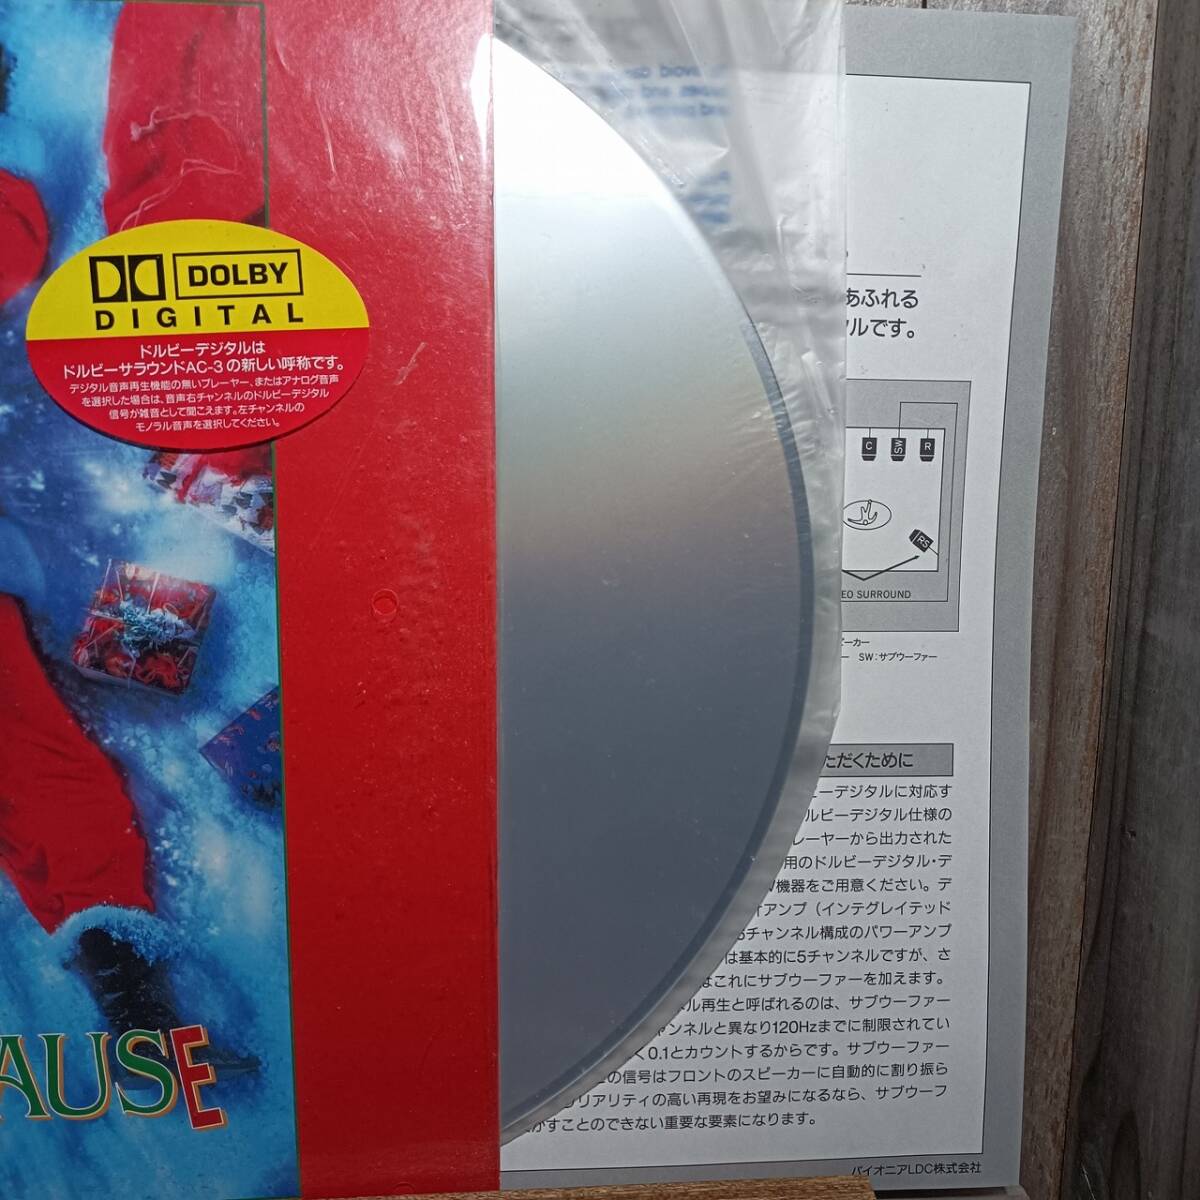 DOLBY
DIGITAL
ドルビーデジタルは
ドルビーサラウンドAC-3の新しい呼称です。
デジタル音声再生機能の無いプレーヤー、またはアナログ音声
を選択した場合は、音声右チャンネルのドルビーデジタル
信号が雑音として聞こえます。左チャンネルの
モノラル音声を選択してください。
AUSE
and
あふれる
ルです。
C
SW
R
RS
EO SURROUND
ピーカー
ー SW:サブウーファー
ただくために
ビーデジタルに対応す
ルビーデジタル仕様の
レーヤーから出力された
用のドルビーデジタル・デ
V機器をご用意ください。デ
オアンプ（インテグレイテッド
5チャンネル構成のパワーアンプ
は基本的に5チャンネルですが、さ
はこれにサブウーファーを加えます。
ネル再生と呼ばれるのは、サブウーファー
ャンネルと異なり120Hzまでに制限されてい
く0.1とカウントするからです。サブウーファー
の信号はフロントのスピーカーに自動的に割り振ら
リアリティの高い再現をお望みになるなら、サブウーフ
かすことのできない重要な要素になります。
パイオニアLDC株式会社